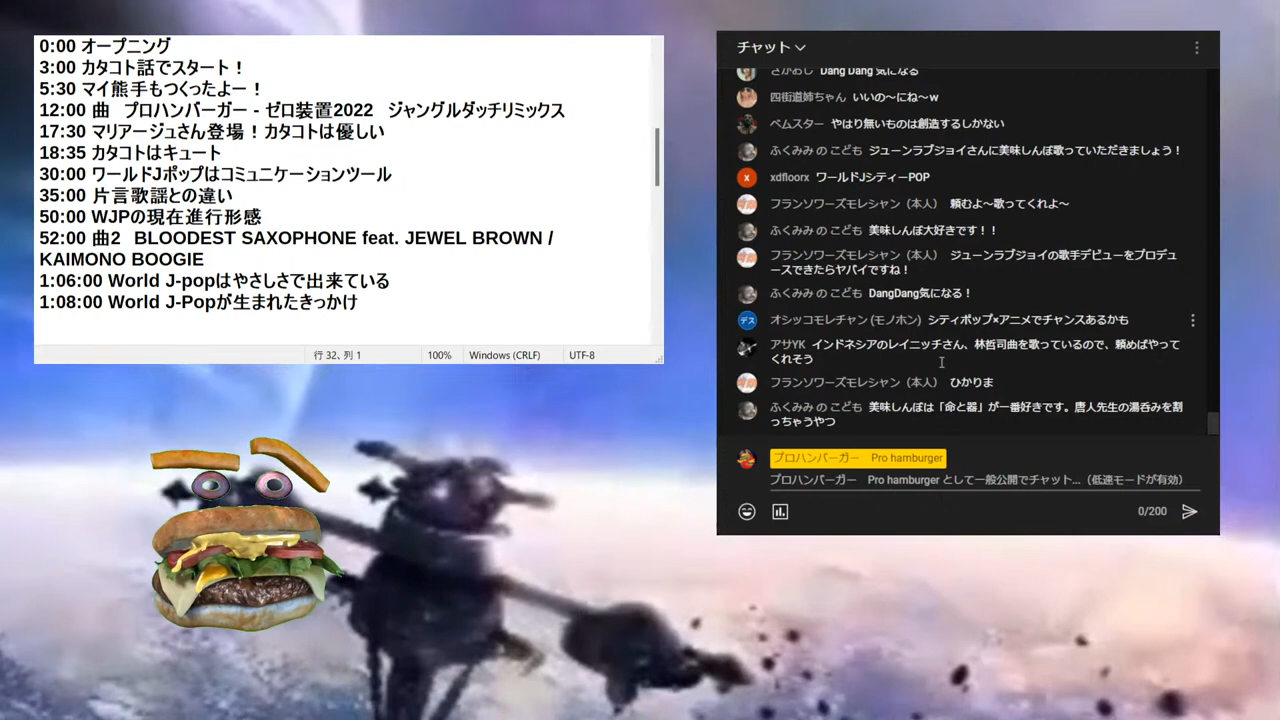 0:00 オープニング
3:00 カタコト話でスタート！
5:30 マイ熊手もつくったよー！
12:00 曲　プロハンバーガー - ゼロ装置2022　ジャングルダッチリミックス
17:30 マリアージュさん登場！カタコトは優しい
18:35 カタコトはキュート
30:00 ワールドJポップはコミュニケーションツール
35:00 片言歌謡との違い
50:00 WJPの現在進行形感
52:00 曲2　BLOODEST SAXOPHONE feat. JEWEL BROWN /
KAIMONO BOOGIE
1:06:00 World J-popはやさしさで出来ている
1:08:00 World J-Popが生まれたきっかけ
行 32、列 1
100%
Windows (CRLF)
UTF-8
チャット
さかおし Dang Dang 気になる
四街道姉ちゃん いいの〜にね〜w
ベムスター やはり無いものは創造するしかない
ふくみみ の こども ジューンラブジョイさんに美味しんぼ歌っていただきましょう！
x
xdfloorx ワールドJシティーPOP
フランソワーズモレシャン（本人） 頼むよ〜歌ってくれよ〜
ふくみみ の こども 美味しんぼ大好きです！！
フランソワーズモレシャン（本人） ジューンラブジョイの歌手デビューをプロデュ
ースできたらヤバイですね！
ふくみみ の こども DangDang気になる！
デス
オシッコモレチャン (モノホン) シティポップ×アニメでチャンスあるかも
アサYK インドネシアのレイニッチさん、林哲司曲を歌っているので、頼めばやって
くれそう
フランソワーズモレシャン（本人） ひかりま
ふくみみ の こども 美味しんぼは「命と器」が一番好きです。唐人先生の湯呑みを割
っちゃうやつ
プロハンバーガー　Pro hamburger
プロハンバーガー　Pro hamburger として一般公開でチャット...（低速モードが有効）
0/200